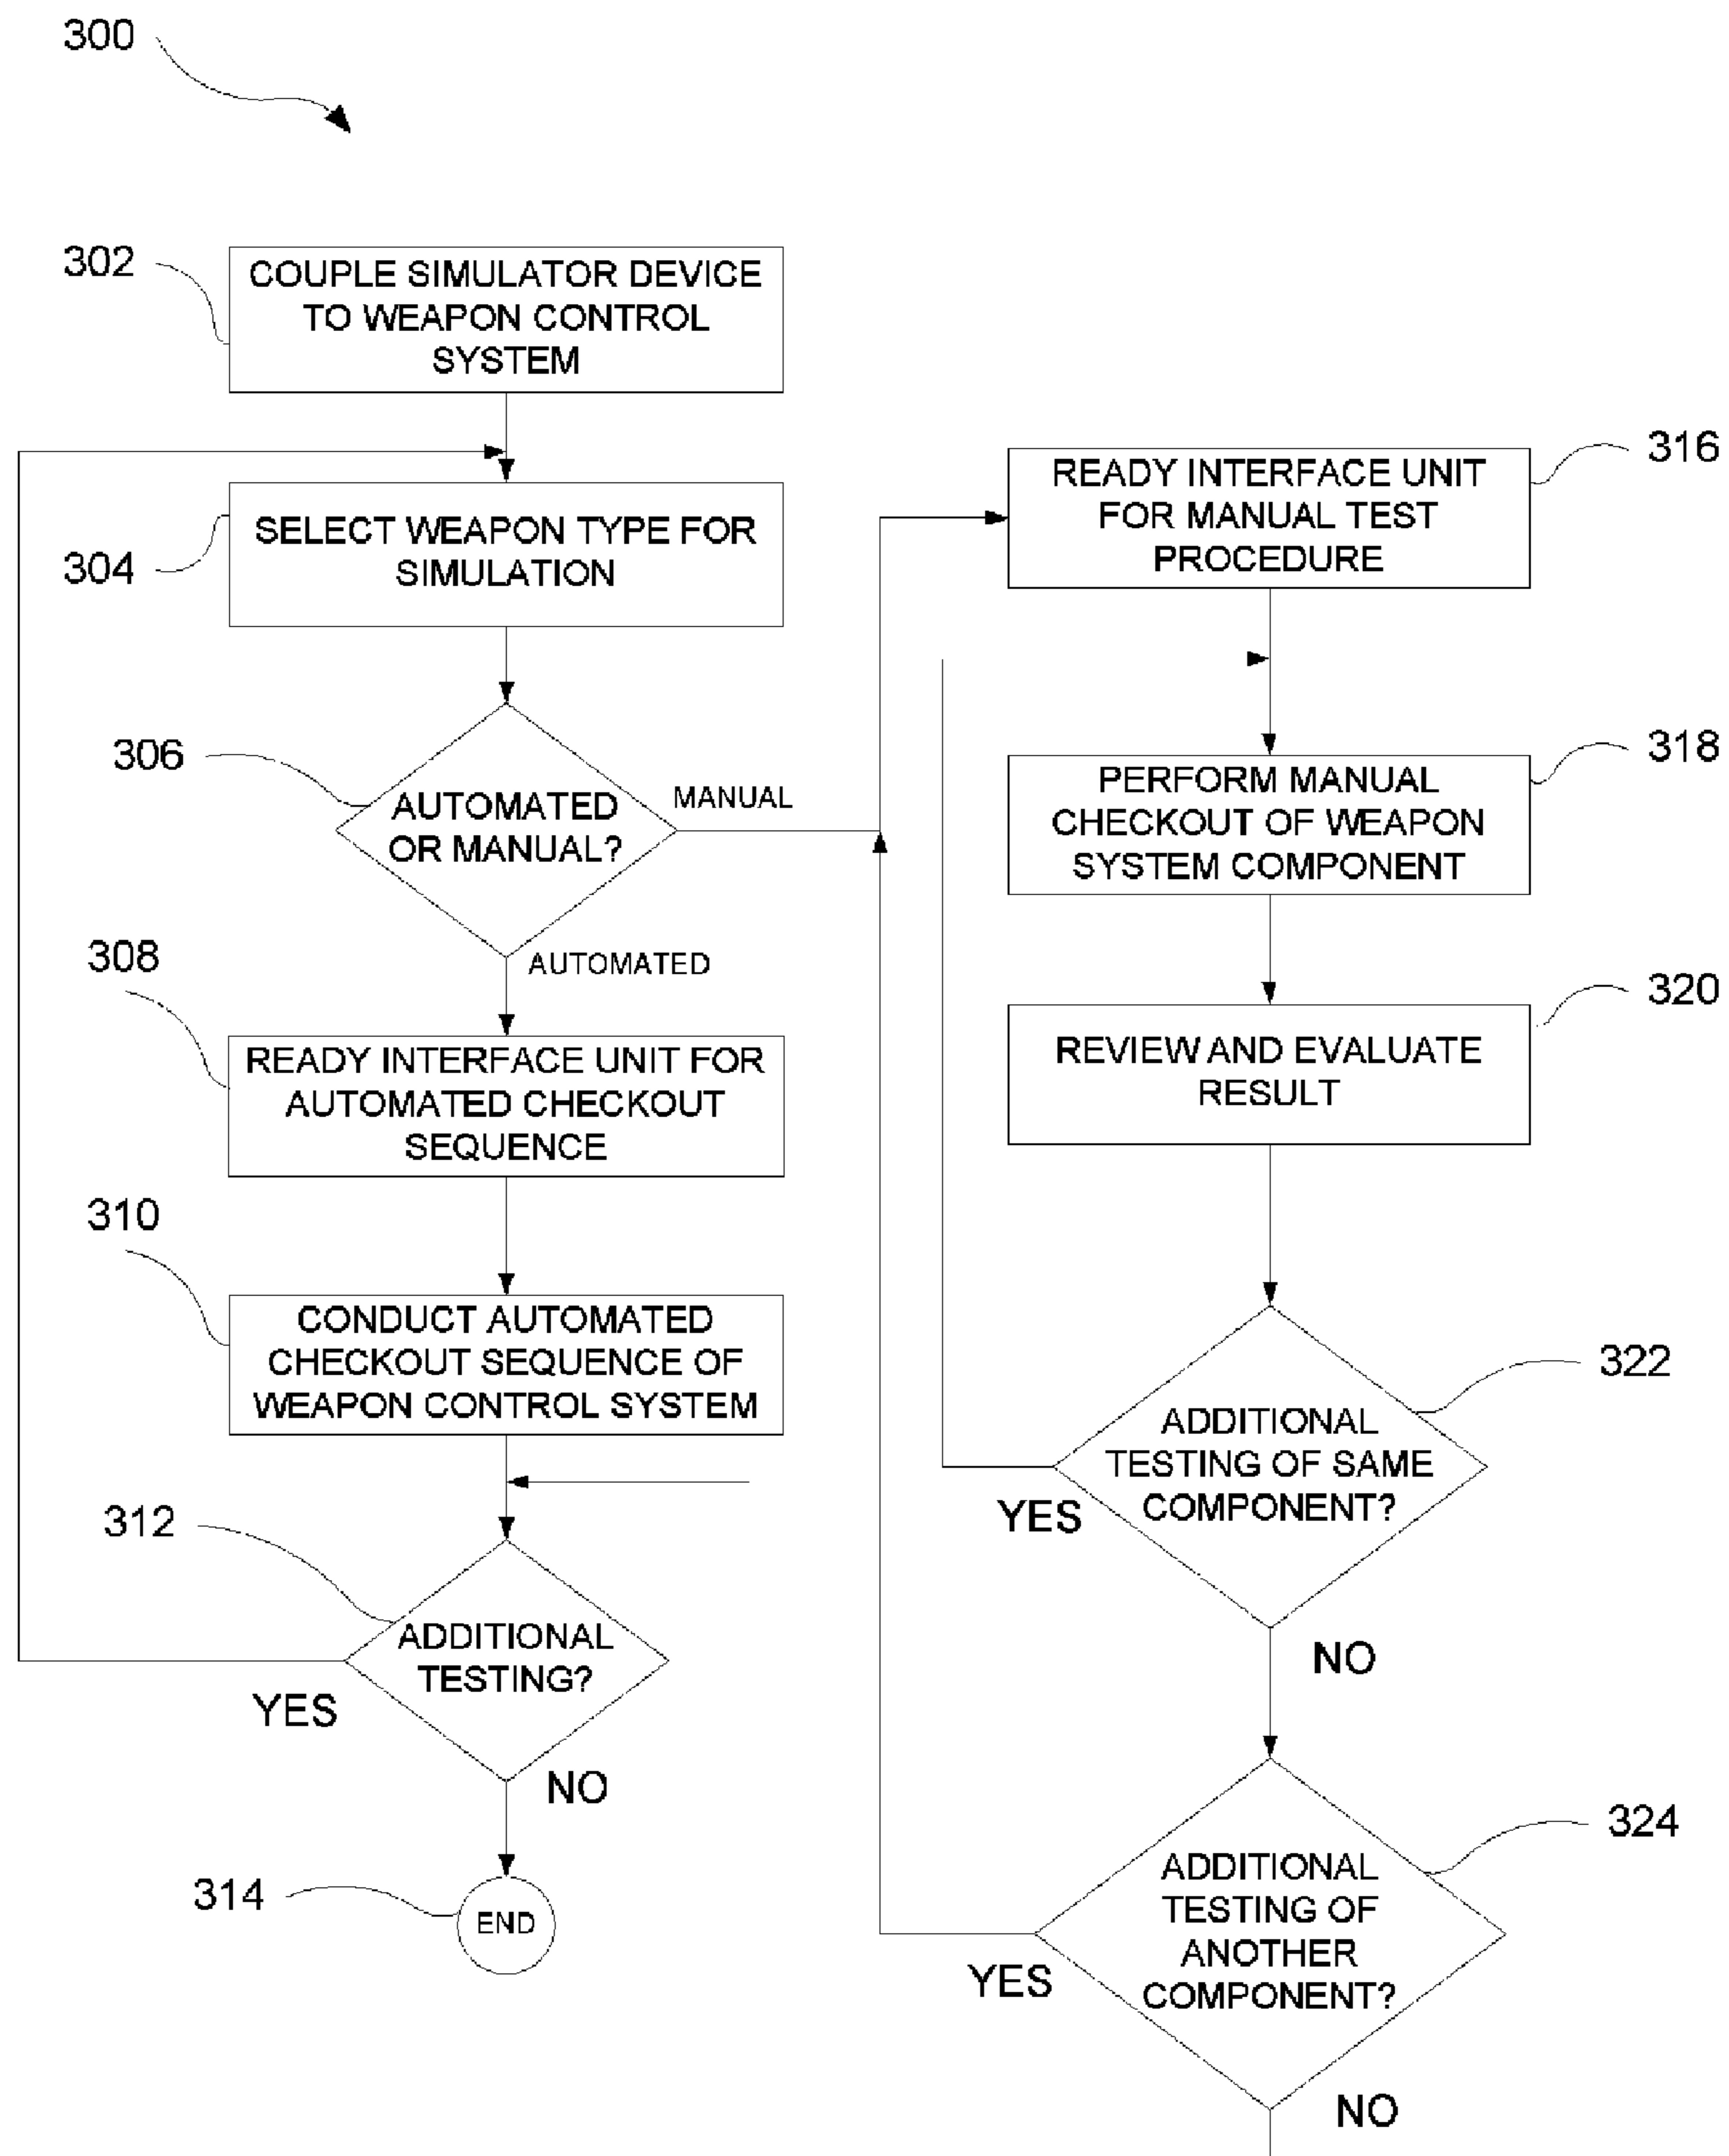 300
302
COUPLE SIMULATOR DEVICE
TO WEAPON CONTROL
SYSTEM
304
SELECT WEAPON TYPE FOR
SIMULATION
306
AUTOMATED
OR MANUAL?
MANUAL
AUTOMATED
308
READY INTERFACE UNIT FOR
AUTOMATED CHECKOUT
SEQUENCE
310
CONDUCT AUTOMATED
CHECKOUT SEQUENCE OF
WEAPON CONTROL SYSTEM
312
ADDITIONAL
TESTING?
YES
NO
314
END
316
READY INTERFACE UNIT
FOR MANUAL TEST
PROCEDURE
318
PERFORM MANUAL
CHECKOUT OF WEAPON
SYSTEM COMPONENT
320
REVIEW AND EVALUATE
RESULT
322
ADDITIONAL
TESTING OF SAME
COMPONENT?
YES
NO
324
ADDITIONAL
TESTING OF
ANOTHER
COMPONENT?
YES
NO